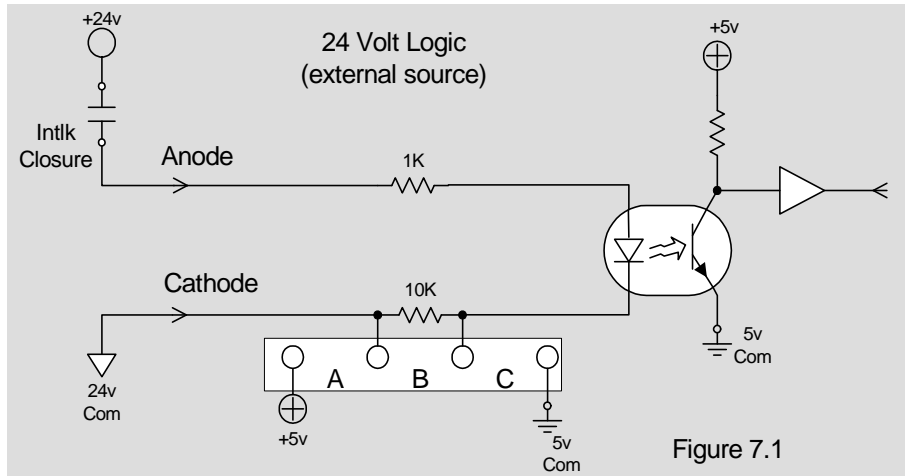 +24v
24 Volt Logic
(external source)
+5v
Intlk
Closure
Anode
1K
Cathode
10K
24v
Com
A
B
C
+5v
5v
Com
5v
Com
Figure 7.1